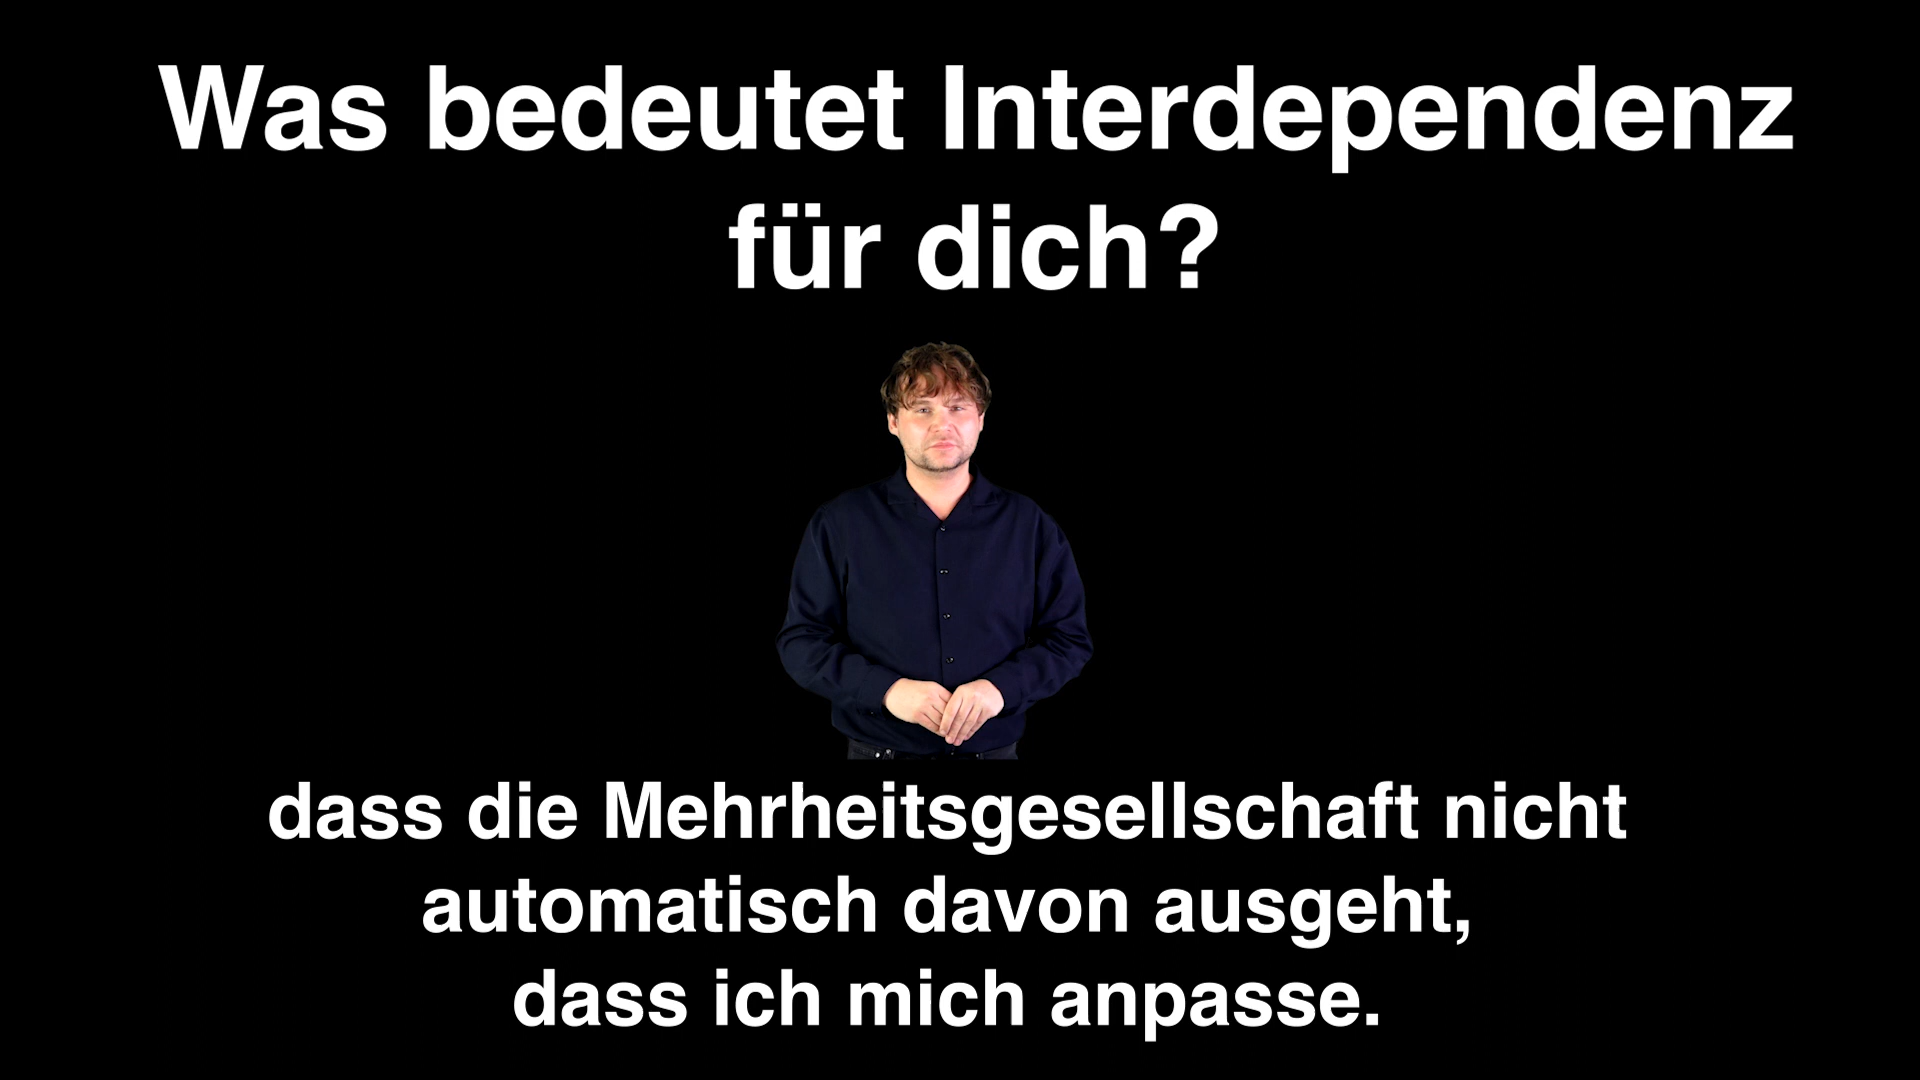 Was bedeutet Interdependenz
für dich?
dass die Mehrheitsgesellschaft nicht
automatisch davon ausgeht,
dass ich mich anpasse.